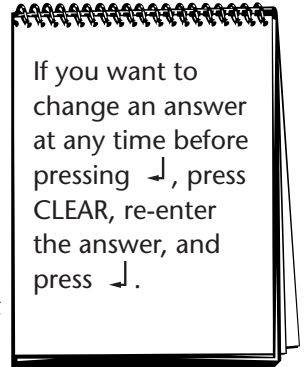 If you want to
change an answer
at any time before
pressing ↵, press
CLEAR, re-enter
the answer, and
press ↵.